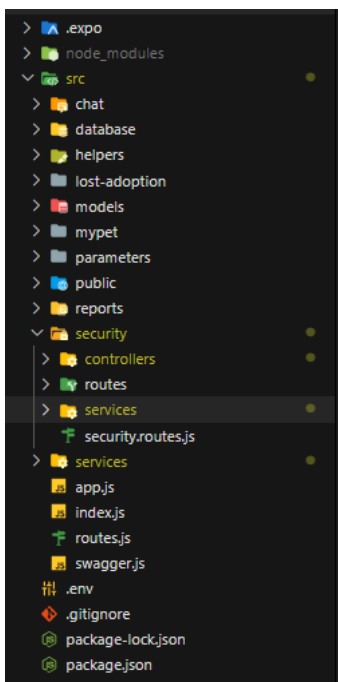 .expo
node_modules
src
chat
database
helpers
lost-adoption
models
mypet
parameters
public
reports
security
controllers
routes
services
security.routes.js
services
app.js
index.js
routes.js
swagger.js
.env
.gitignore
package-lock.json
package.json